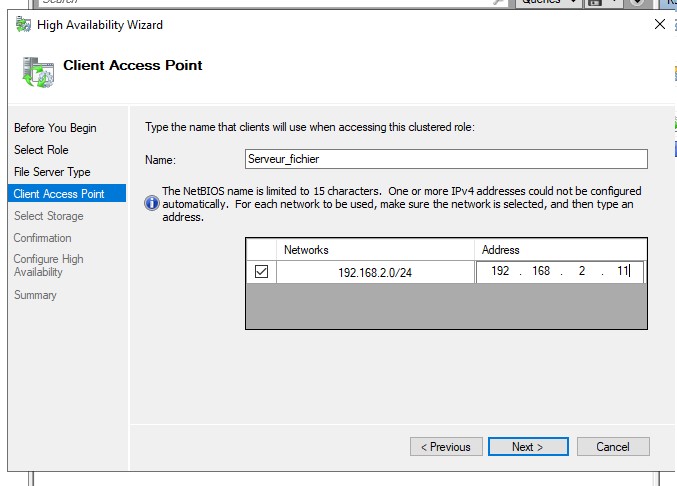 Search
Queries
High Availability Wizard
Client Access Point
Before You Begin
Select Role
File Server Type
Client Access Point
Select Storage
Confirmation
Configure High
Availability
Summary
Type the name that clients will use when accessing this clustered role:
Name: Serveur_fichier
The NetBIOS name is limited to 15 characters. One or more IPv4 addresses could not be configured
automatically. For each network to be used, make sure the network is selected, and then type an
address.
Networks Address
192.168.2.0/24 192 . 168 . 2 . 11
< Previous Next > Cancel